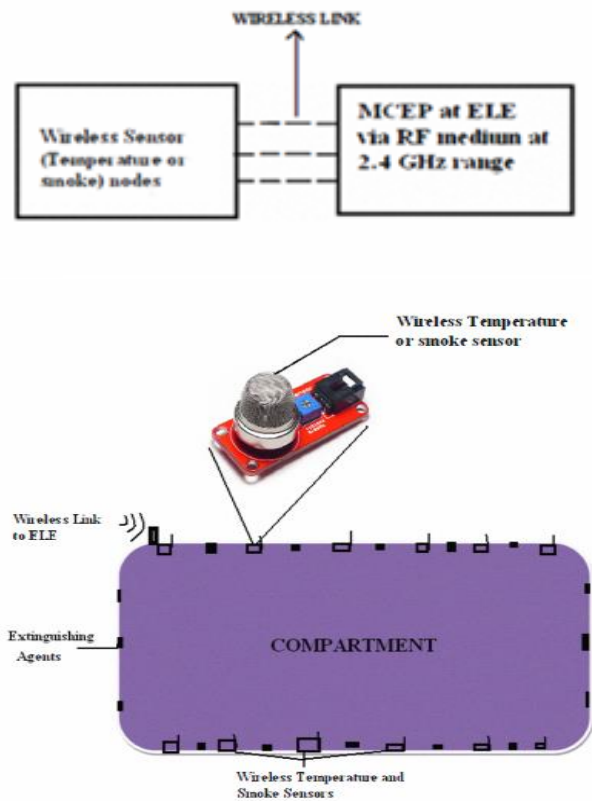 WIRELESS LINK
Wireless Sensor
(Temperature or
smoke) nodes
MCEP at ELE
via RF medium at
2.4 GHz range
Wireless Temperature
or smoke sensor
Wireless Link
to ELE
Extinguishing
Agents
COMPARTMENT
Wireless Temperature and
Smoke Sensors